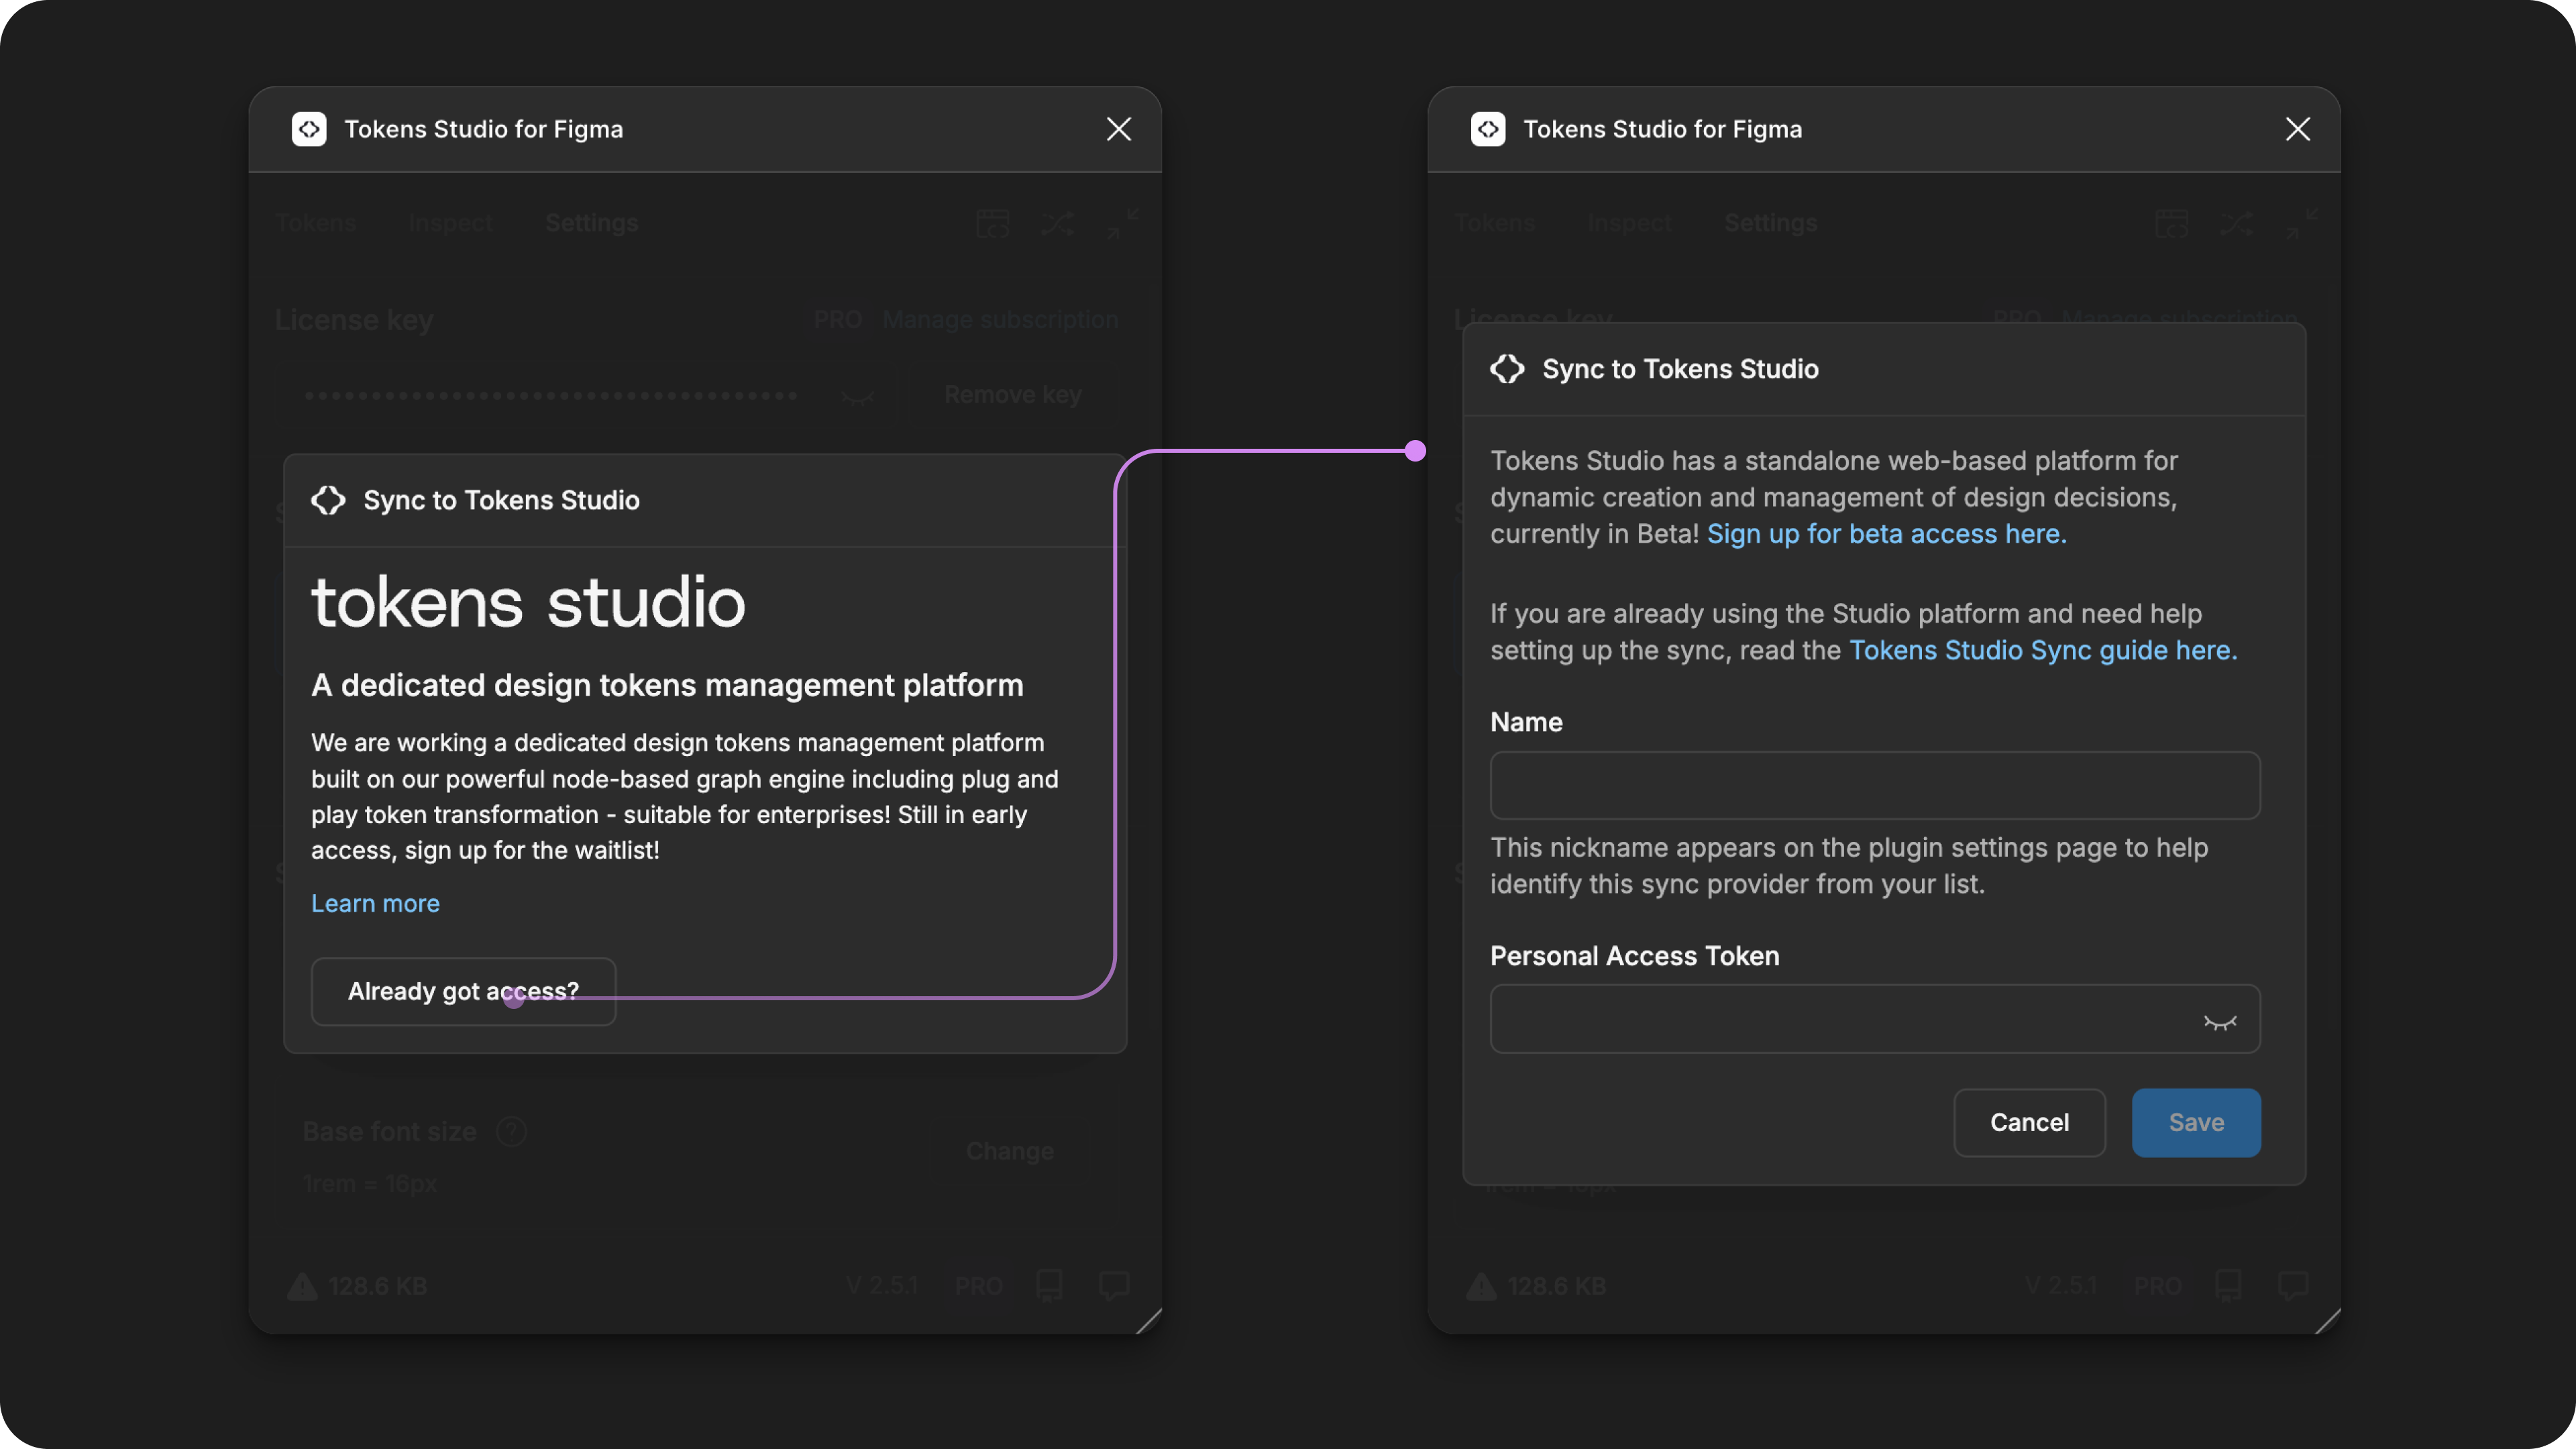 Tokens Studio for Figma
Tokens Inspect Settings
License key PRO Manage subscription
Remove key
Sync to Tokens Studio
tokens studio
A dedicated design tokens management platform
We are working a dedicated design tokens management platform
built on our powerful node-based graph engine including plug and
play token transformation - suitable for enterprises! Still in early
access, sign up for the waitlist!
Learn more
Already got access?
Base font size
Change
1rem = 16px
128.6 KB V 2.5.1 PRO
Tokens Studio for Figma
Tokens Inspect Settings
License key PRO Manage subscription
Sync to Tokens Studio
Tokens Studio has a standalone web-based platform for
dynamic creation and management of design decisions,
currently in Beta! Sign up for beta access here.
If you are already using the Studio platform and need help
setting up the sync, read the Tokens Studio Sync guide here.
Name
This nickname appears on the plugin settings page to help
identify this sync provider from your list.
Personal Access Token
Cancel Save
1rem = 16px
128.6 KB V 2.5.1 PRO